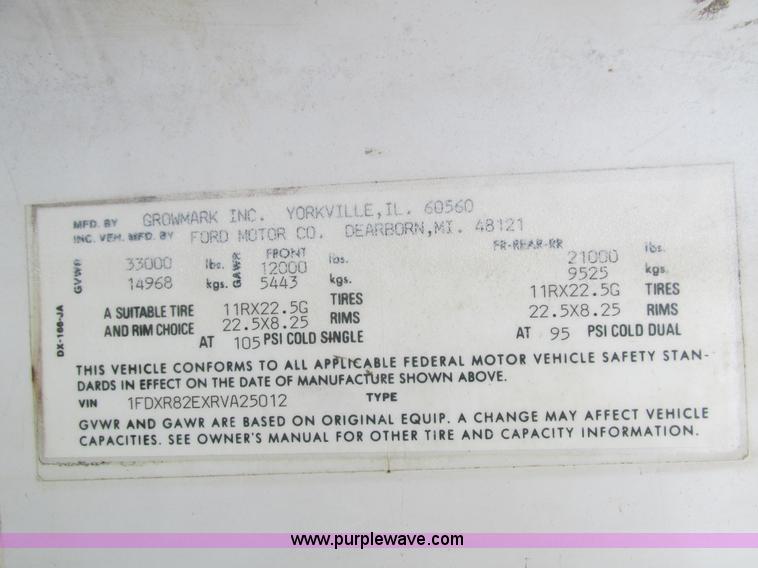 MFD. BY GROWMARK INC. YORKVILLE,IL. 60560
INC. VEH. MFD. BY FORD MOTOR CO. DEARBORN,MI. 48121
FRONT FR-REAR-RR
GVWR 33000 lbs. GAWR 12000 lbs. 21000 lbs.
14968 kgs. 5443 kgs. 9525 kgs.
A SUITABLE TIRE 11RX22.5G TIRES 11RX22.5G TIRES
AND RIM CHOICE 22.5X8.25 RIMS 22.5X8.25 RIMS
AT 105 PSI COLD SINGLE AT 95 PSI COLD DUAL
DX-166-JA
THIS VEHICLE CONFORMS TO ALL APPLICABLE FEDERAL MOTOR VEHICLE SAFETY STAN-
DARDS IN EFFECT ON THE DATE OF MANUFACTURE SHOWN ABOVE.
VIN 1FDXR82EXRVA25012 TYPE
GVWR AND GAWR ARE BASED ON ORIGINAL EQUIP. A CHANGE MAY AFFECT VEHICLE
CAPACITIES. SEE OWNER'S MANUAL FOR OTHER TIRE AND CAPACITY INFORMATION.
www.purplewave.com